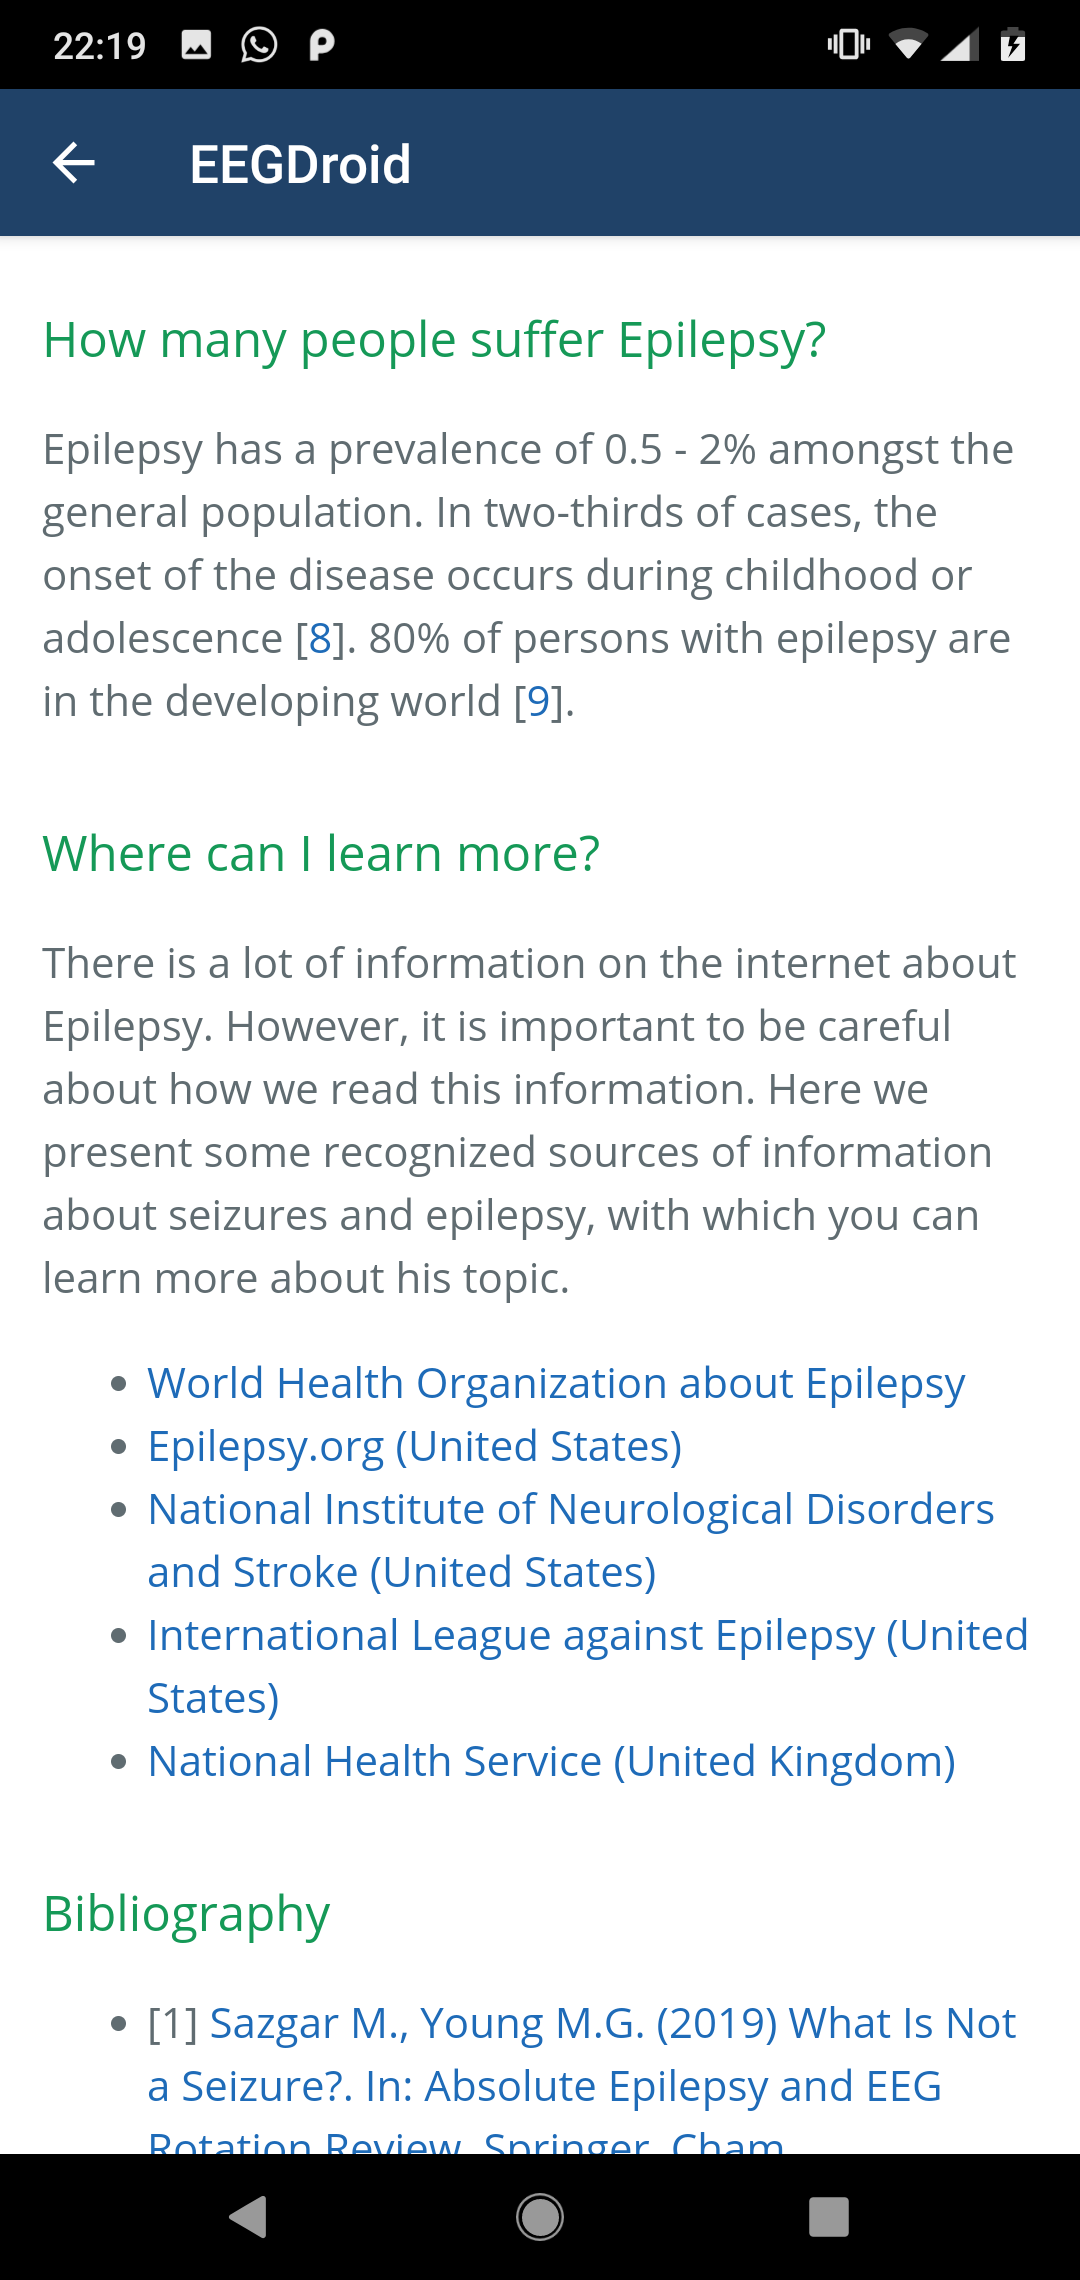 22:19
EEGDroid
How many people suffer Epilepsy?
Epilepsy has a prevalence of 0.5 - 2% amongst the
general population. In two-thirds of cases, the
onset of the disease occurs during childhood or
adolescence [8]. 80% of persons with epilepsy are
in the developing world [9].
Where can I learn more?
There is a lot of information on the internet about
Epilepsy. However, it is important to be careful
about how we read this information. Here we
present some recognized sources of information
about seizures and epilepsy, with which you can
learn more about his topic.
World Health Organization about Epilepsy
Epilepsy.org (United States)
National Institute of Neurological Disorders
and Stroke (United States)
International League against Epilepsy (United
States)
National Health Service (United Kingdom)
Bibliography
[1] Sazgar M., Young M.G. (2019) What Is Not
a Seizure?. In: Absolute Epilepsy and EEG
Rotation Review. Springer, Cham